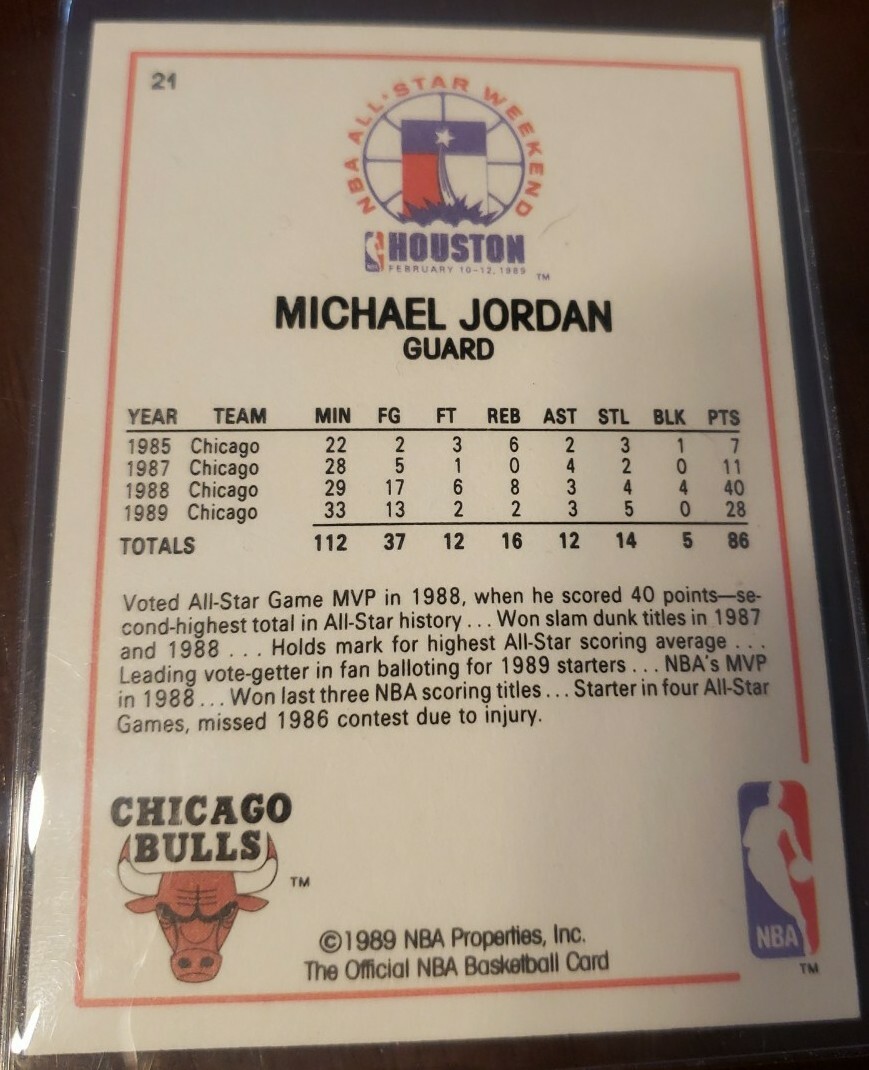 21
NBA ALL·STAR WEEKEND
HOUSTON
FEBRUARY 10-12, 1989
TM
MICHAEL JORDAN
GUARD
YEAR TEAM MIN FG FT REB AST STL BLK PTS
1985 Chicago 22 2 3 6 2 3 1 7
1987 Chicago 28 5 1 0 4 2 0 11
1988 Chicago 29 17 6 8 3 4 4 40
1989 Chicago 33 13 2 2 3 5 0 28
TOTALS 112 37 12 16 12 14 5 86
Voted All-Star Game MVP in 1988, when he scored 40 points—se-
cond-highest total in All-Star history . . . Won slam dunk titles in 1987
and 1988 . . . Holds mark for highest All-Star scoring average . . .
Leading vote-getter in fan balloting for 1989 starters . . . NBA's MVP
in 1988 . . . Won last three NBA scoring titles . . . Starter in four All-Star
Games, missed 1986 contest due to injury.
CHICAGO
BULLS
TM
NBA
TM
©1989 NBA Properties, Inc.
The Official NBA Basketball Card